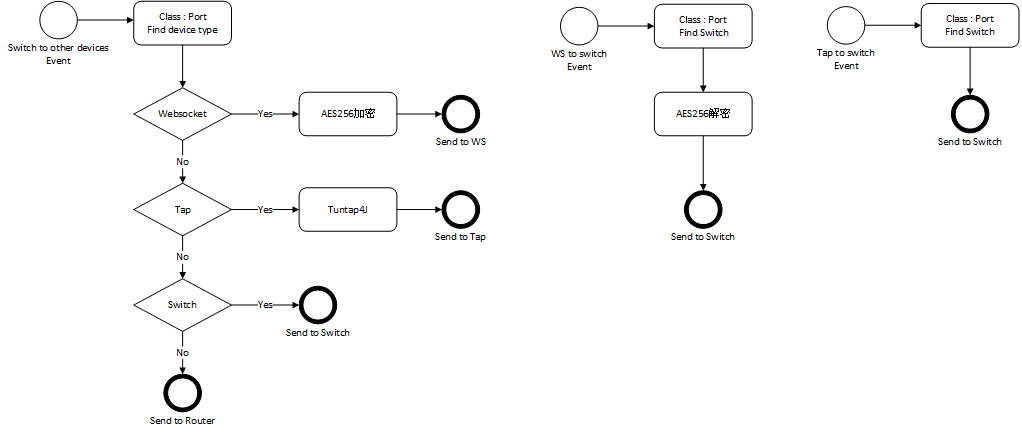 Class : Port
Find device type
Switch to other devices
Event
Websocket
Yes
AES256加密
Send to WS
No
Tap
Yes
Tuntap4J
Send to Tap
No
Switch
Yes
Send to Switch
No
Send to Router
Class : Port
Find Switch
WS to switch
Event
AES256解密
Send to Switch
Class : Port
Find Switch
Tap to switch
Event
Send to Switch